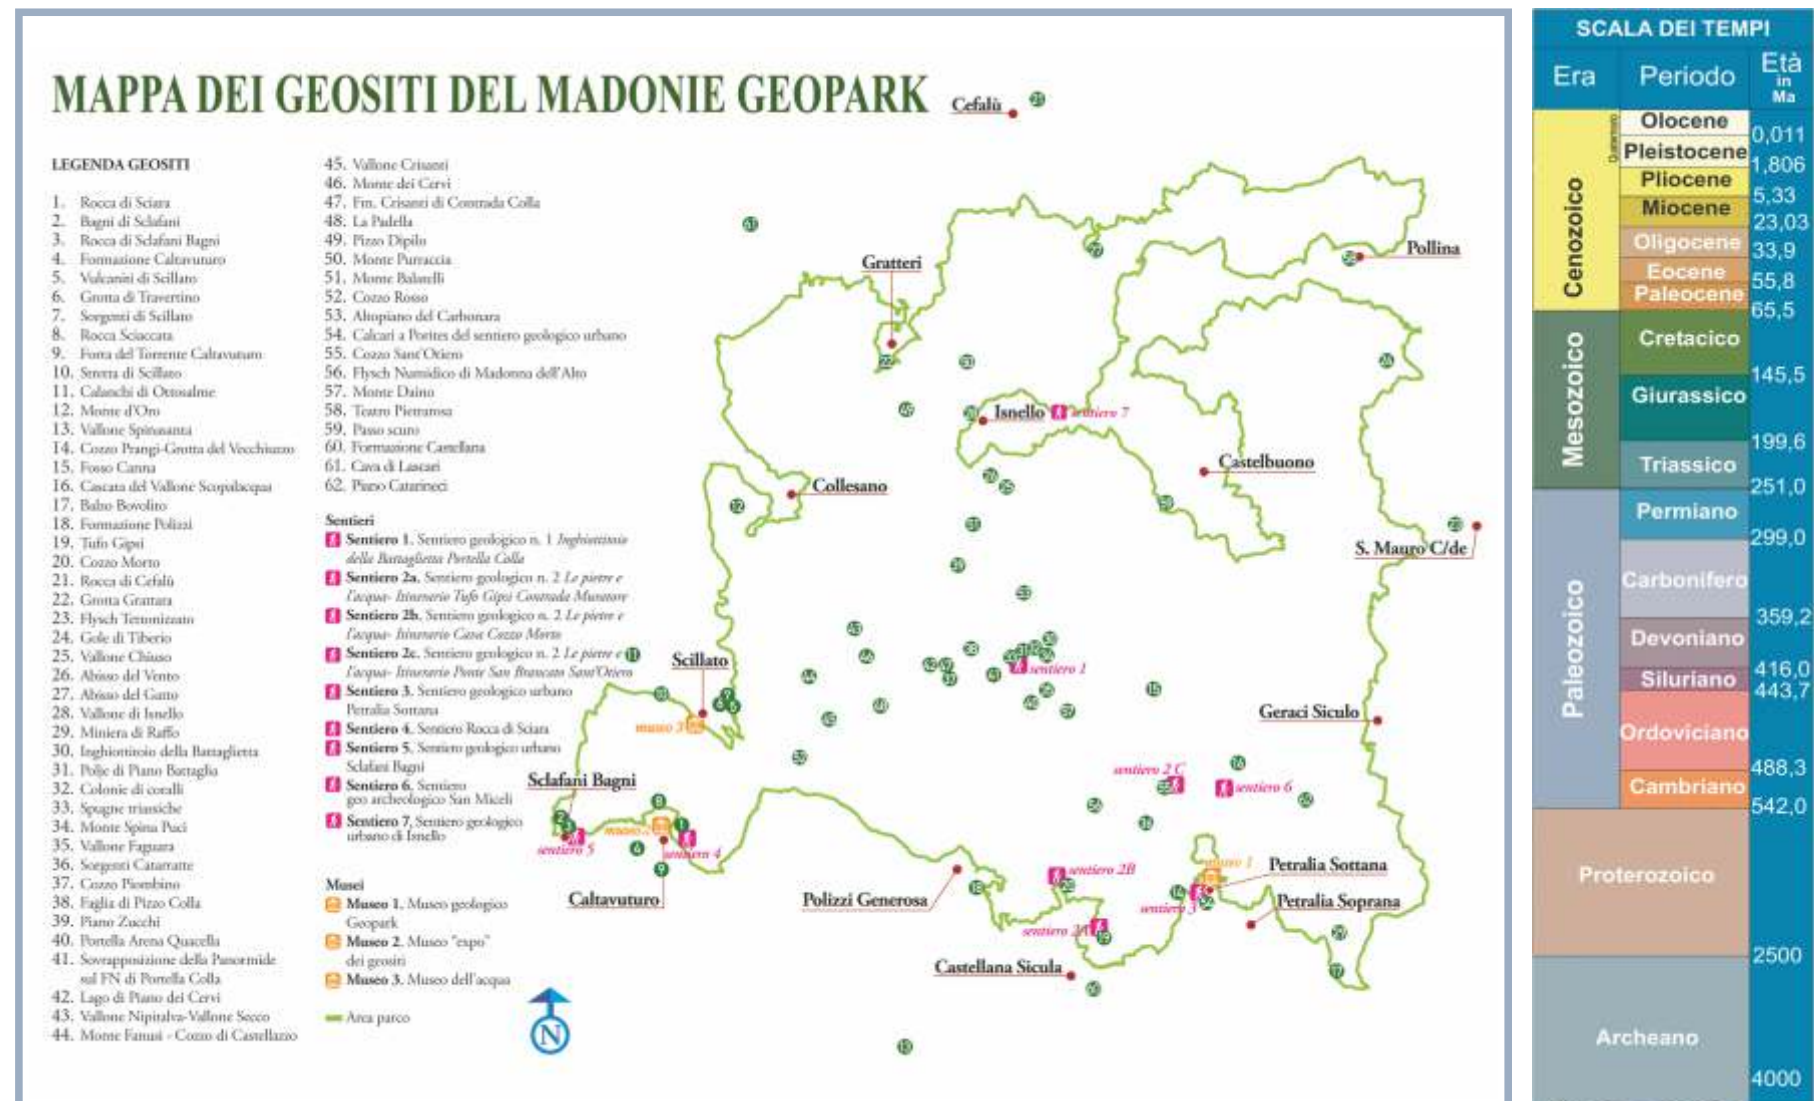 MAPPA DEI GEOSITI DEL MADONIE GEOPARK
LEGENDA GEOSITI
1. Rocca di Sciara
2. Bagni di Sclafani
3. Rocca di Sclafani Bagni
4. Formazione Caltavuturo
5. Vulcaniti di Scillato
6. Grotta di Travertino
7. Sorgenti di Scillato
8. Rocca Sciaccata
9. Forra del Torrente Caltavuturo
10. Stretta di Scillato
11. Calanchi di Ortosalme
12. Monte d'Oro
13. Vallone Spinasanta
14. Cozzo Prangi-Grotta del Vecchiuzzo
15. Fosso Canna
16. Cascata del Vallone Scopalacqua
17. Balzo Bovolito
18. Formazione Polizzi
19. Tufo Gipsi
20. Cozzo Morto
21. Rocca di Cefalù
22. Grotta Grattara
23. Flysch Tettonizzato
24. Gole di Tiberio
25. Vallone Chiuso
26. Abisso del Vento
27. Abisso del Gatto
28. Vallone di Isnello
29. Miniera di Raffo
30. Inghiottitoio della Battaglietta
31. Polje di Piano Battaglia
32. Colonie di coralli
33. Spugne triassiche
34. Monte Spina Puci
35. Vallone Faguara
36. Sorgenti Catarratte
37. Cozzo Piombino
38. Faglia di Pizzo Colla
39. Piano Zucchi
40. Portella Arena Quacella
41. Sovrapposizione della Panormide
sul FN di Portella Colla
42. Lago di Piano dei Cervi
43. Vallone Nipitalva-Vallone Secco
44. Monte Fanusi - Cozzo di Castellazzo
45. Vallone Crisanti
46. Monte dei Cervi
47. Fm. Crisanti di Contrada Colla
48. La Padella
49. Pizzo Dipilo
50. Monte Purraccia
51. Monte Balatelli
52. Cozzo Rosso
53. Altopiano del Carbonara
54. Calcari a Porites del sentiero geologico urbano
55. Cozzo Sant'Otiero
56. Flysch Numidico di Madonna dell'Alto
57. Monte Daino
58. Teatro Pietrarosa
59. Passo scuro
60. Formazione Castellana
61. Cava di Lascari
62. Piano Catarineci
Sentieri
Sentiero 1. Sentiero geologico n. 1 Inghiottitoio
della Battaglietta Portella Colla
Sentiero 2a. Sentiero geologico n. 2 Le pietre e
l'acqua- Itinerario Tufo Gipsi Contrada Muratore
Sentiero 2b. Sentiero geologico n. 2 Le pietre e
l'acqua- Itinerario Cava Cozzo Morto
Sentiero 2c. Sentiero geologico n. 2 Le pietre e
l'acqua- Itinerario Ponte San Brancato Sant'Otiero
Sentiero 3. Sentiero geologico urbano
Petralia Sottana
Sentiero 4. Sentiero Rocca di Sciara
Sentiero 5. Sentiero geologico urbano
Sclafani Bagni
Sentiero 6. Sentiero
geo archeologico San Miceli
Sentiero 7, Sentiero geologico
urbano di Isnello
Musei
Museo 1. Museo geologico
Geopark
Museo 2. Museo "expo"
dei geositi
Museo 3. Museo dell'acqua
Area parco
N
Cefalù
Gratteri
Pollina
Isnello
sentiero 7
Castelbuono
Collesano
S. Mauro C/de
Scillato
museo 3
sentiero 1
Geraci Siculo
Sclafani Bagni
sentiero 5
sentiero 4
Caltavuturo
Polizzi Generosa
sentiero 2 C
sentiero 6
sentiero 2B
museo 1
Petralia Sottana
sentiero 3
Petralia Soprana
sentiero 2A
Castellana Sicula
SCALA DEI TEMPI
Era Periodo Età in Ma
Cenozoico
Quaternario
Olocene 0,011
Pleistocene 1,806
Pliocene 5,33
Miocene 23,03
Oligocene 33,9
Eocene 55,8
Paleocene 65,5
Mesozoico
Cretacico 145,5
Giurassico 199,6
Triassico 251,0
Paleozoico
Permiano 299,0
Carbonifero 359,2
Devoniano 416,0
Siluriano 443,7
Ordoviciano 488,3
Cambriano 542,0
Proterozoico 2500
Archeano 4000